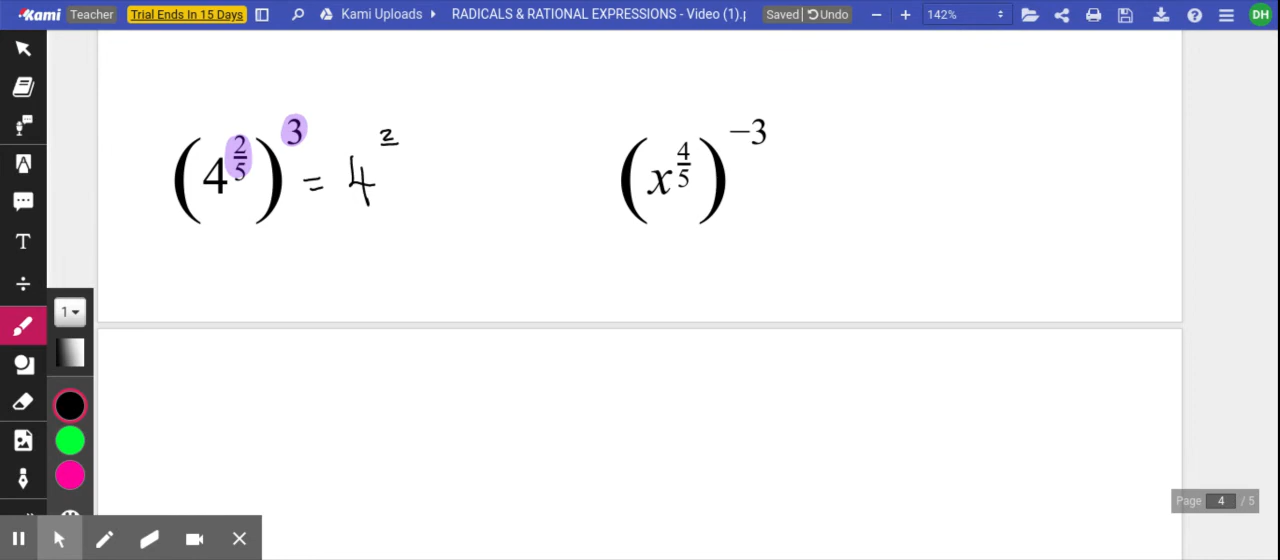 Kami Teacher Trial Ends In 15 Days Kami Uploads RADICALS & RATIONAL EXPRESSIONS - Video (1).p Saved Undo 142% DH
(4^(2/5))^3 = 4^2
(x^(4/5))^−3
T
1
Page 4 / 5